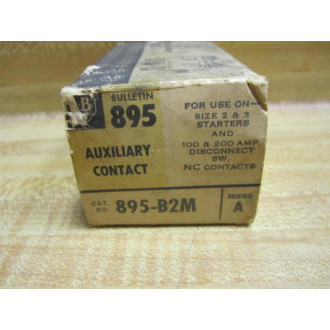 BULLETIN
895
AUXILIARY
CONTACT
FOR USE ON—
SIZE 2 & 3
STARTERS
AND
100 & 200 AMP.
DISCONNECT
SW.
NC CONTACTS
CAT.
NO.
895-B2M
SERIES
A